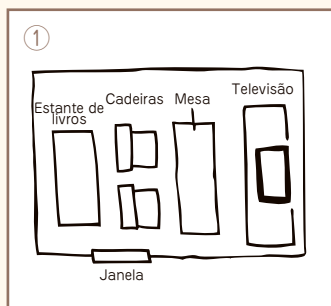 1
Estante de
livros
Cadeiras
Mesa
Televisão
Janela